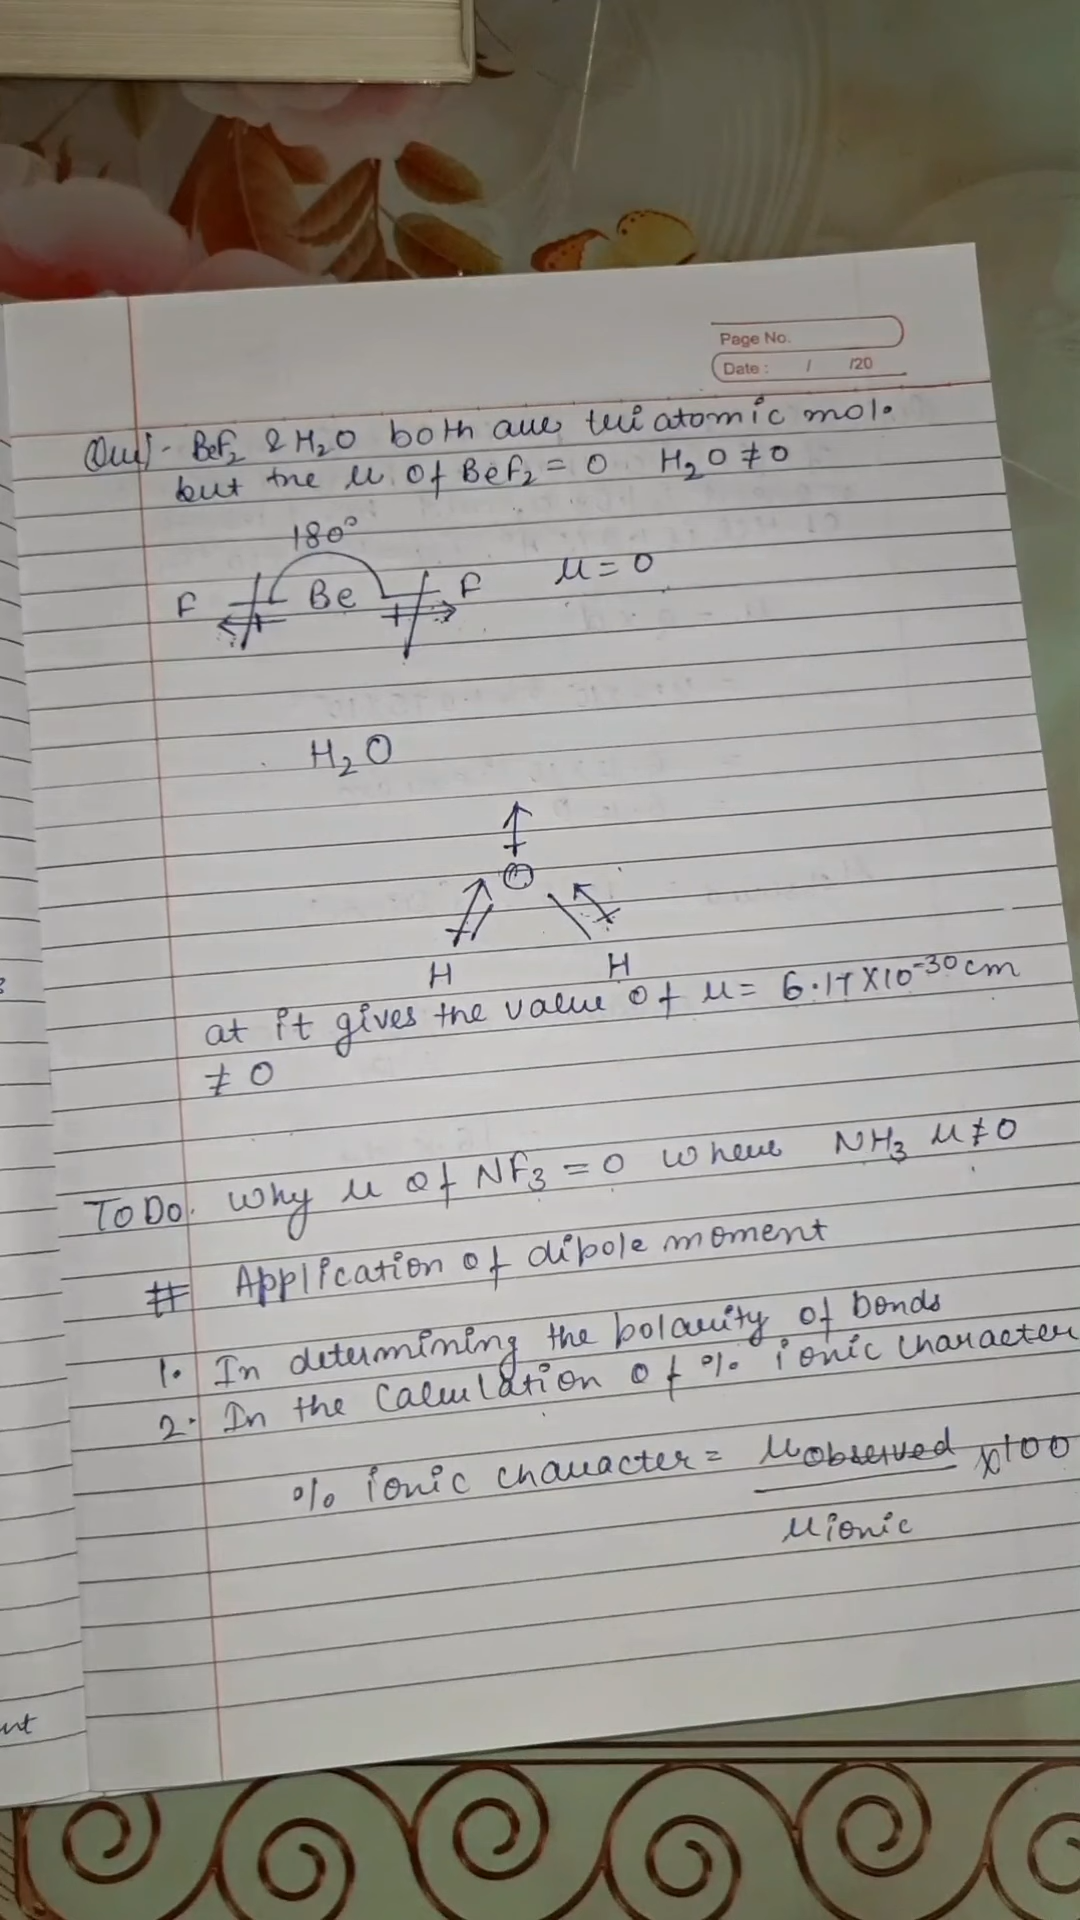 Page No.
Date : / /20
Ques)- BeF2 & H2O both are triatomic mol.
but the μ of BeF2 = 0 H2O ≠ 0
180°
F Be F μ = 0
H2O
O
H H
at it gives the value of μ = 6.17 X10⁻³⁰ cm
≠ 0
To Do. Why μ of NF3 = 0 where NH3 μ ≠ 0
# Application of dipole moment
1. In determining the polarity of bonds
2. In the Calculation of % ionic character
% ionic character = μobserved x100
μionic